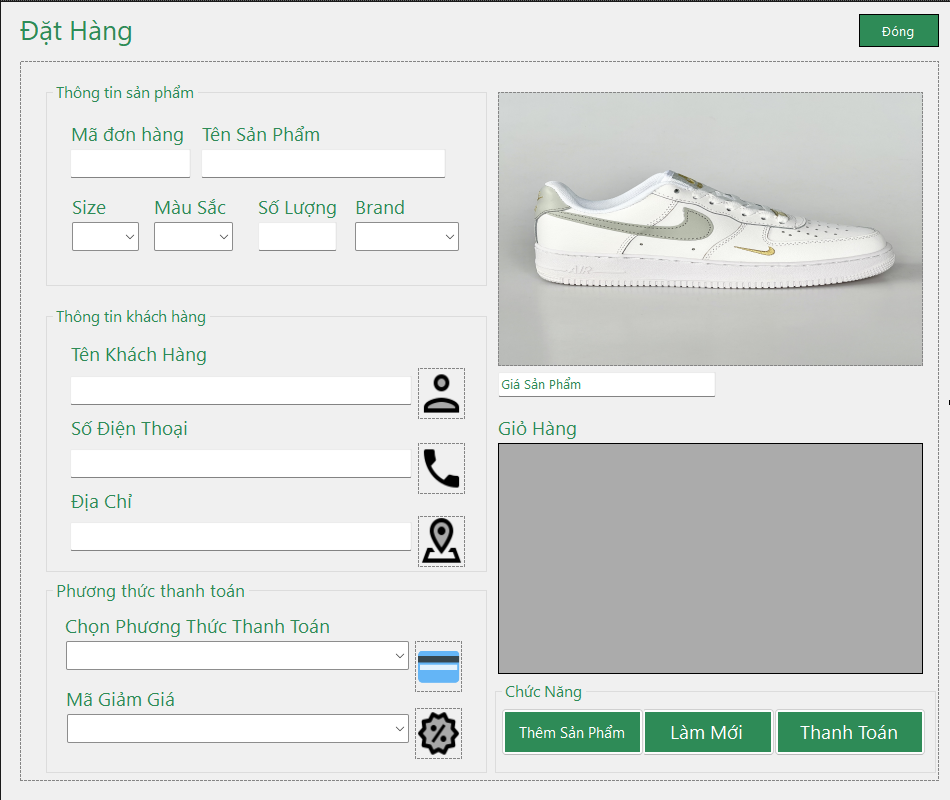 Đặt Hàng
Đóng
Thông tin sản phẩm
Mã đơn hàng
Tên Sản Phẩm
Size
Màu Sắc
Số Lượng
Brand
Thông tin khách hàng
Tên Khách Hàng
Số Điện Thoại
Địa Chỉ
Phương thức thanh toán
Chọn Phương Thức Thanh Toán
Mã Giảm Giá
%
AIR
Giá Sản Phẩm
Giỏ Hàng
Chức Năng
Thêm Sản Phẩm
Làm Mới
Thanh Toán